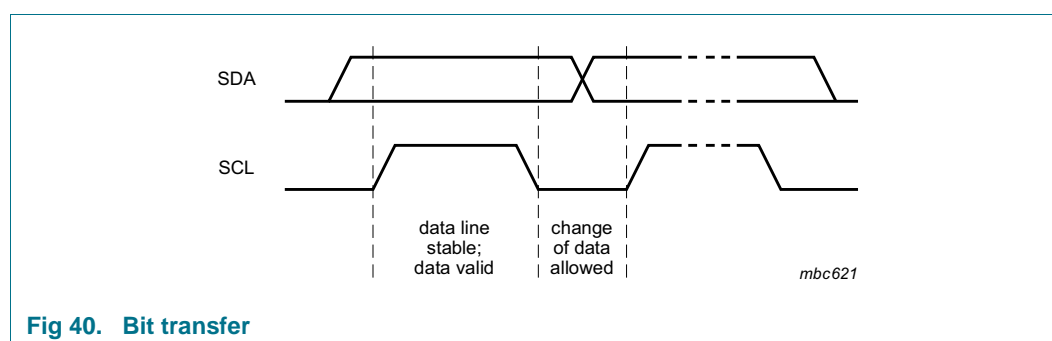 SDA
SCL
data line
stable;
data valid
change
of data
allowed
mbc621
Fig 40. Bit transfer